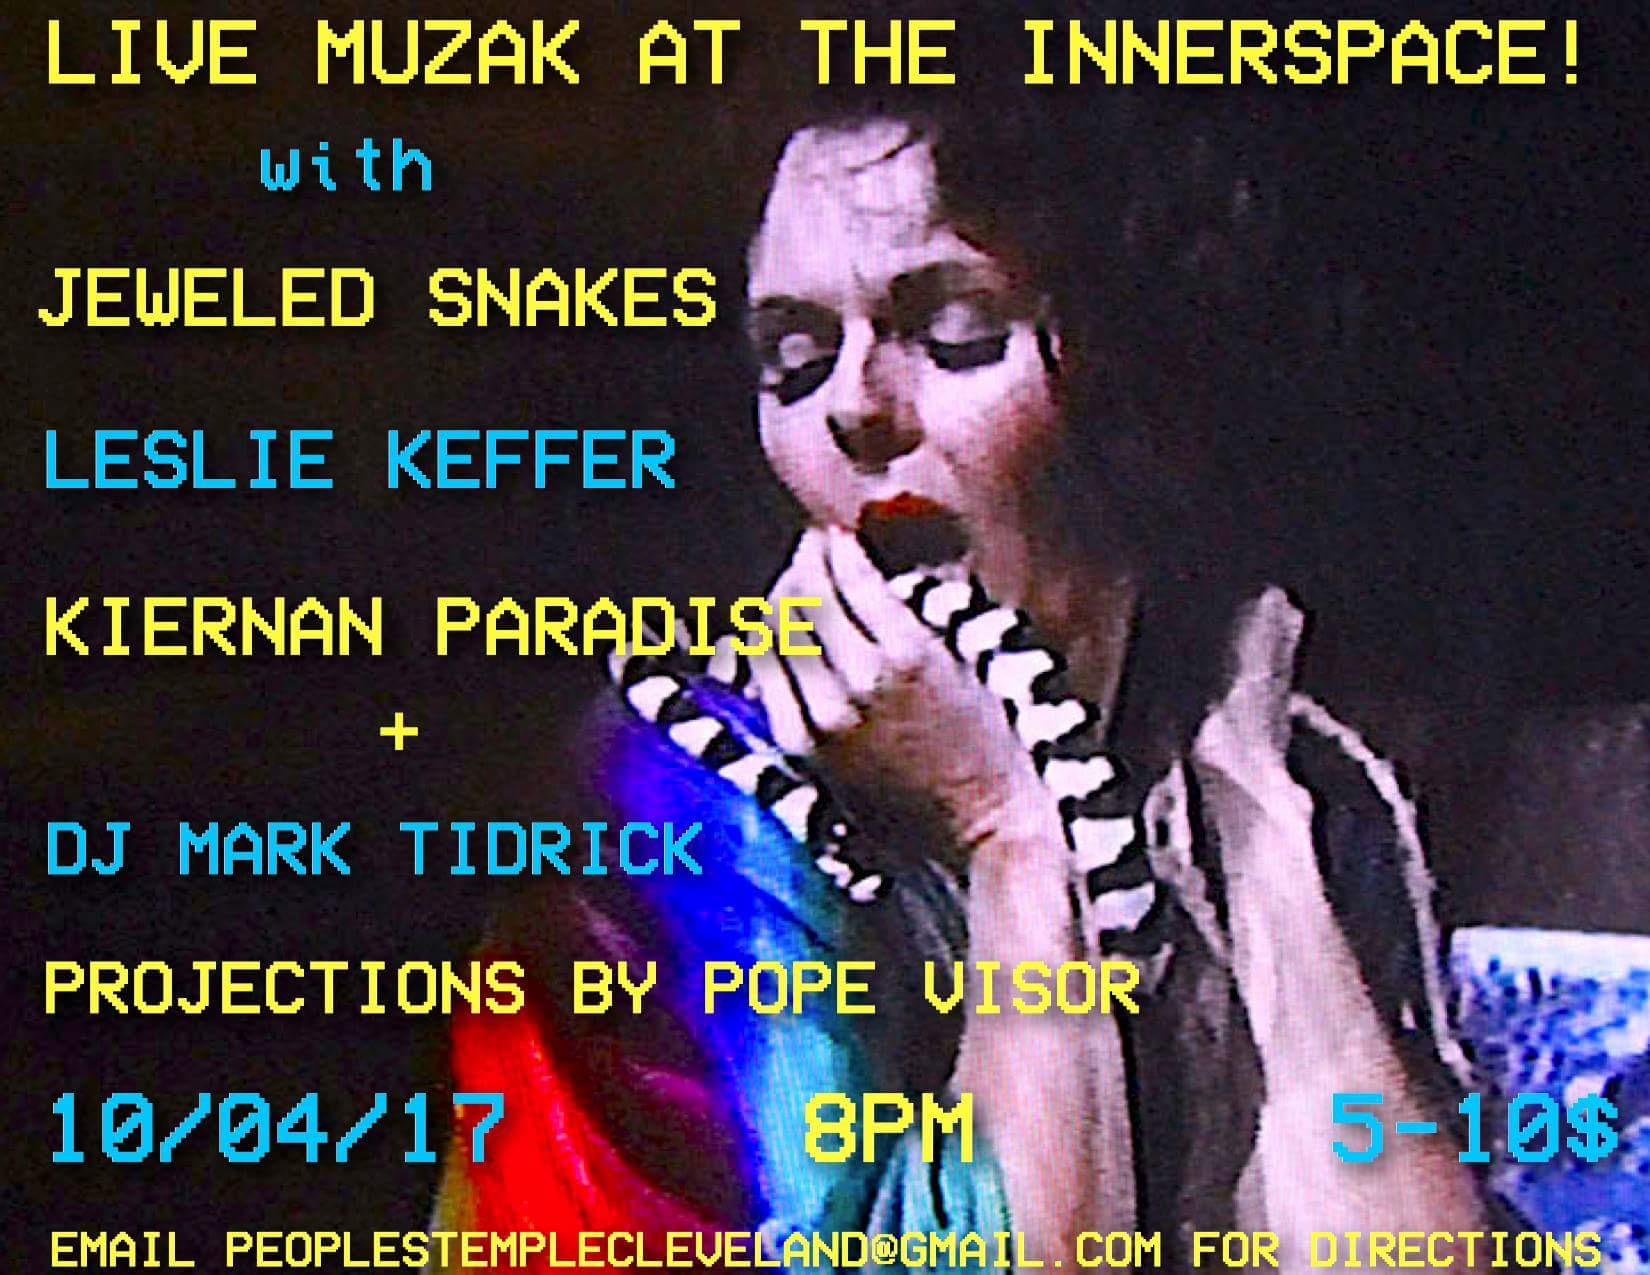 LIVE MUZAK AT THE INNERSPACE!
with
JEWELED SNAKES
LESLIE KEFFER
KIERNAN PARADISE
+
DJ MARK TIDRICK
PROJECTIONS BY POPE VISOR
10/04/17 8PM 5-10$
EMAIL PEOPLESTEMPLECLEVELAND@GMAIL.COM FOR DIRECTIONS